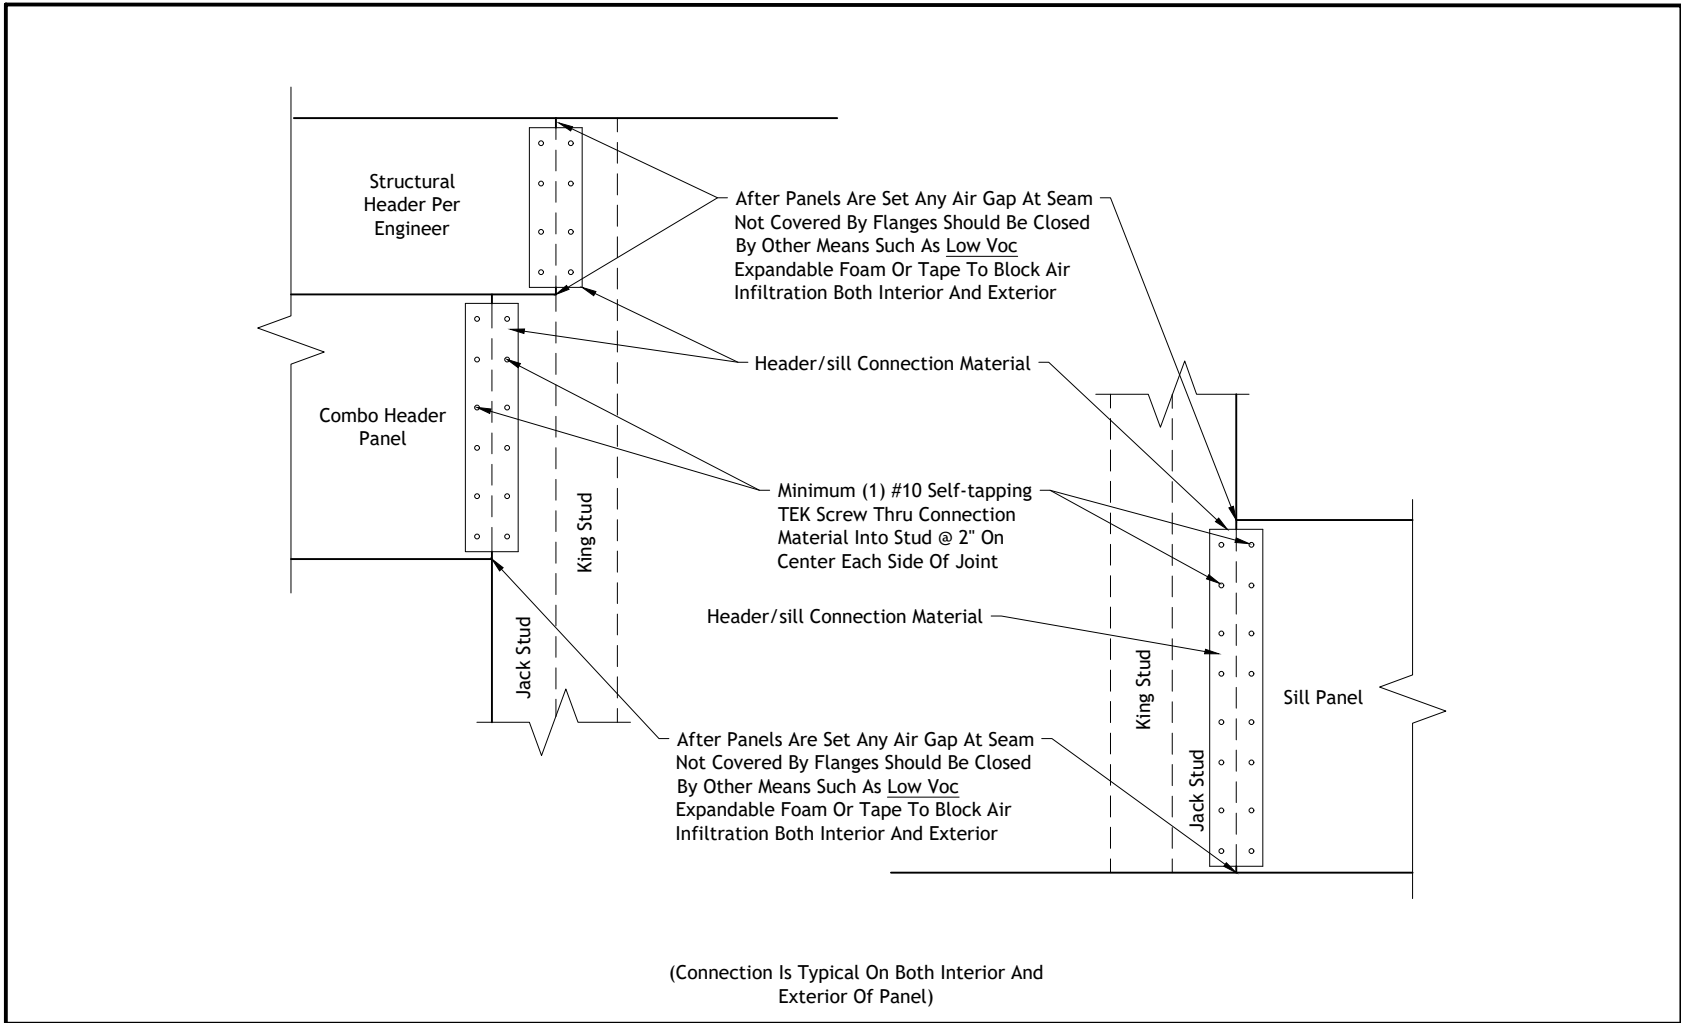 Structural
Header Per
Engineer
After Panels Are Set Any Air Gap At Seam
Not Covered By Flanges Should Be Closed
By Other Means Such As Low Voc
Expandable Foam Or Tape To Block Air
Infiltration Both Interior And Exterior
Header/sill Connection Material
Combo Header
Panel
Minimum (1) #10 Self-tapping
TEK Screw Thru Connection
Material Into Stud @ 2" On
Center Each Side Of Joint
King Stud
Header/sill Connection Material
Jack Stud
King Stud
Sill Panel
Jack Stud
After Panels Are Set Any Air Gap At Seam
Not Covered By Flanges Should Be Closed
By Other Means Such As Low Voc
Expandable Foam Or Tape To Block Air
Infiltration Both Interior And Exterior
(Connection Is Typical On Both Interior And
Exterior Of Panel)